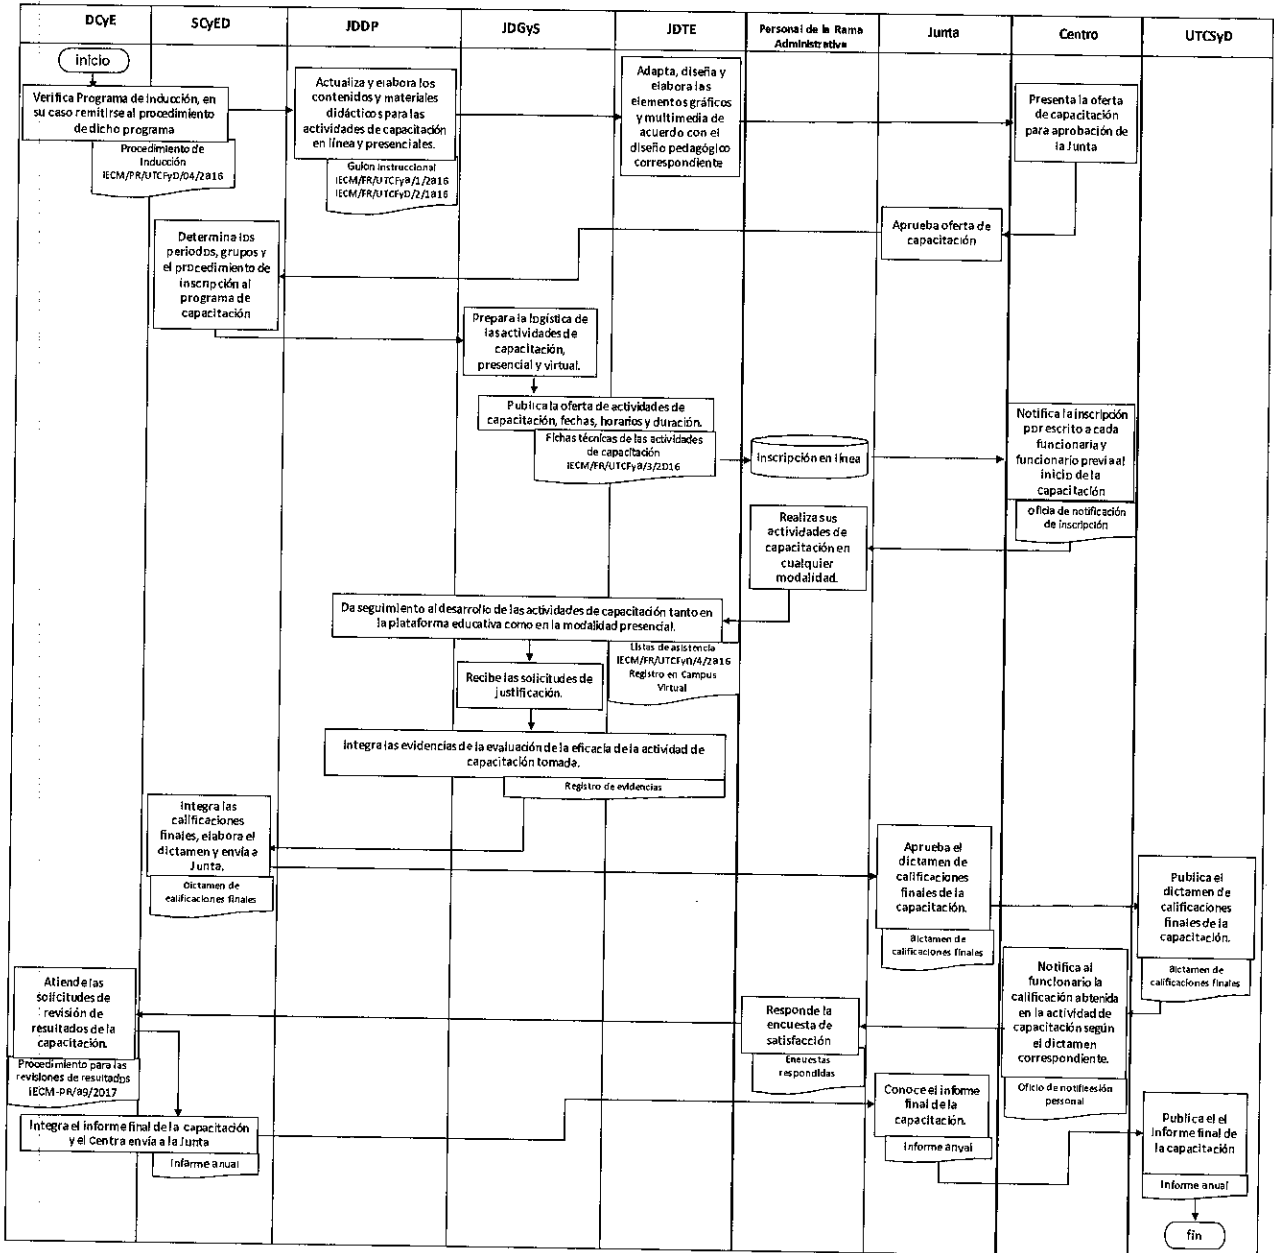 DCyE
SCyED
JDDP
JDGyS
JDTE
Personal de la Rama
Administrativa
Junta
Centro
UTCSyD
inicio
Verifica Programa de Inducción, en
su caso remitirse al procedimiento
de dicho programa
Procedimiento de
Inducción
IECM/PR/UTCFyD/04/2016
Actualiza y elabora los
contenidos y materiales
didácticos para las
actividades de capacitación
en línea y presenciales.
Guion Instruccional
IECM/FR/UTCFyD/1/2016
IECM/FR/UTCFyD/2/1016
Adapta, diseña y
elabora las
elementos gráficos
y multimedia de
acuerdo con el
diseño pedagógico
correspondiente
Presenta la oferta
de capacitación
para aprobación de
la Junta
Aprueba oferta de
capacitación
Determina los
periodos, grupos y
el procedimiento de
inscripción al
programa de
capacitación
Prepara la logística de
las actividades de
capacitación,
presencial y virtual.
Publica la oferta de actividades de
capacitación, fechas, horarios y duración.
Fichas técnicas de las actividades
de capacitación
IECM/FR/UTCFyD/3/2016
Inscripción en línea
Notifica la inscripción
por escrito a cada
funcionaria y
funcionario previa al
inicio de la
capacitación
Oficio de notificación
de inscripción
Realiza sus
actividades de
capacitación en
cualquier
modalidad.
Da seguimiento al desarrollo de las actividades de capacitación tanto en
la plataforma educativa como en la modalidad presencial.
Listas de asistencia
IECM/FR/UTCFyD/4/2016
Registro en Campus
Virtual
Recibe las solicitudes de
justificación.
Integra las evidencias de la evaluación de la eficacia de la actividad de
capacitación tomada.
Registro de evidencias
Integra las
calificaciones
finales, elabora el
dictamen y envía a
Junta.
Dictamen de
calificaciones finales
Aprueba el
dictamen de
calificaciones
finales de la
capacitación.
Dictamen de
calificaciones finales
Publica el
dictamen de
calificaciones
finales de la
capacitación.
Dictamen de
calificaciones finales
Notifica al
funcionario la
calificación obtenida
en la actividad de
capacitación según
el dictamen
correspondiente.
Oficio de notificación
personal
Responde la
encuesta de
satisfacción
Encuestas
respondidas
Atiende las
solicitudes de
revisión de
resultados de la
capacitación.
Procedimiento para las
revisiones de resultados
IECM-PR/09/2017
Integra el informe final de la capacitación
y el Centra envía a la Junta
Informe anual
Conoce el informe
final de la
capacitación.
Informe anual
Publica el el
Informe final de
la capacitación
Informe anual
fin